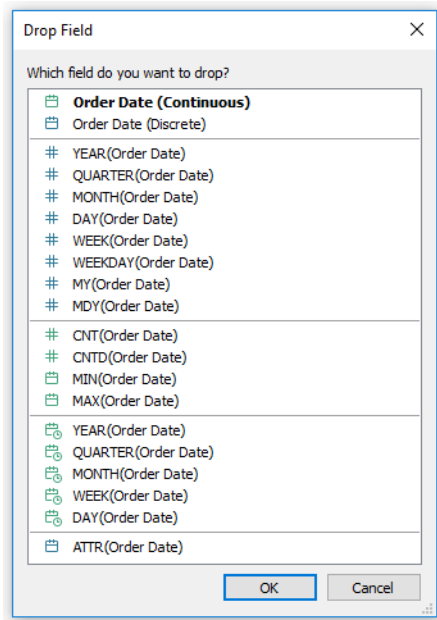 Drop Field
Which field do you want to drop?
Order Date (Continuous)
Order Date (Discrete)
YEAR(Order Date)
QUARTER(Order Date)
MONTH(Order Date)
DAY(Order Date)
WEEK(Order Date)
WEEKDAY(Order Date)
MY(Order Date)
MDY(Order Date)
CNT(Order Date)
CNTD(Order Date)
MIN(Order Date)
MAX(Order Date)
YEAR(Order Date)
QUARTER(Order Date)
MONTH(Order Date)
WEEK(Order Date)
DAY(Order Date)
ATTR(Order Date)
OK Cancel